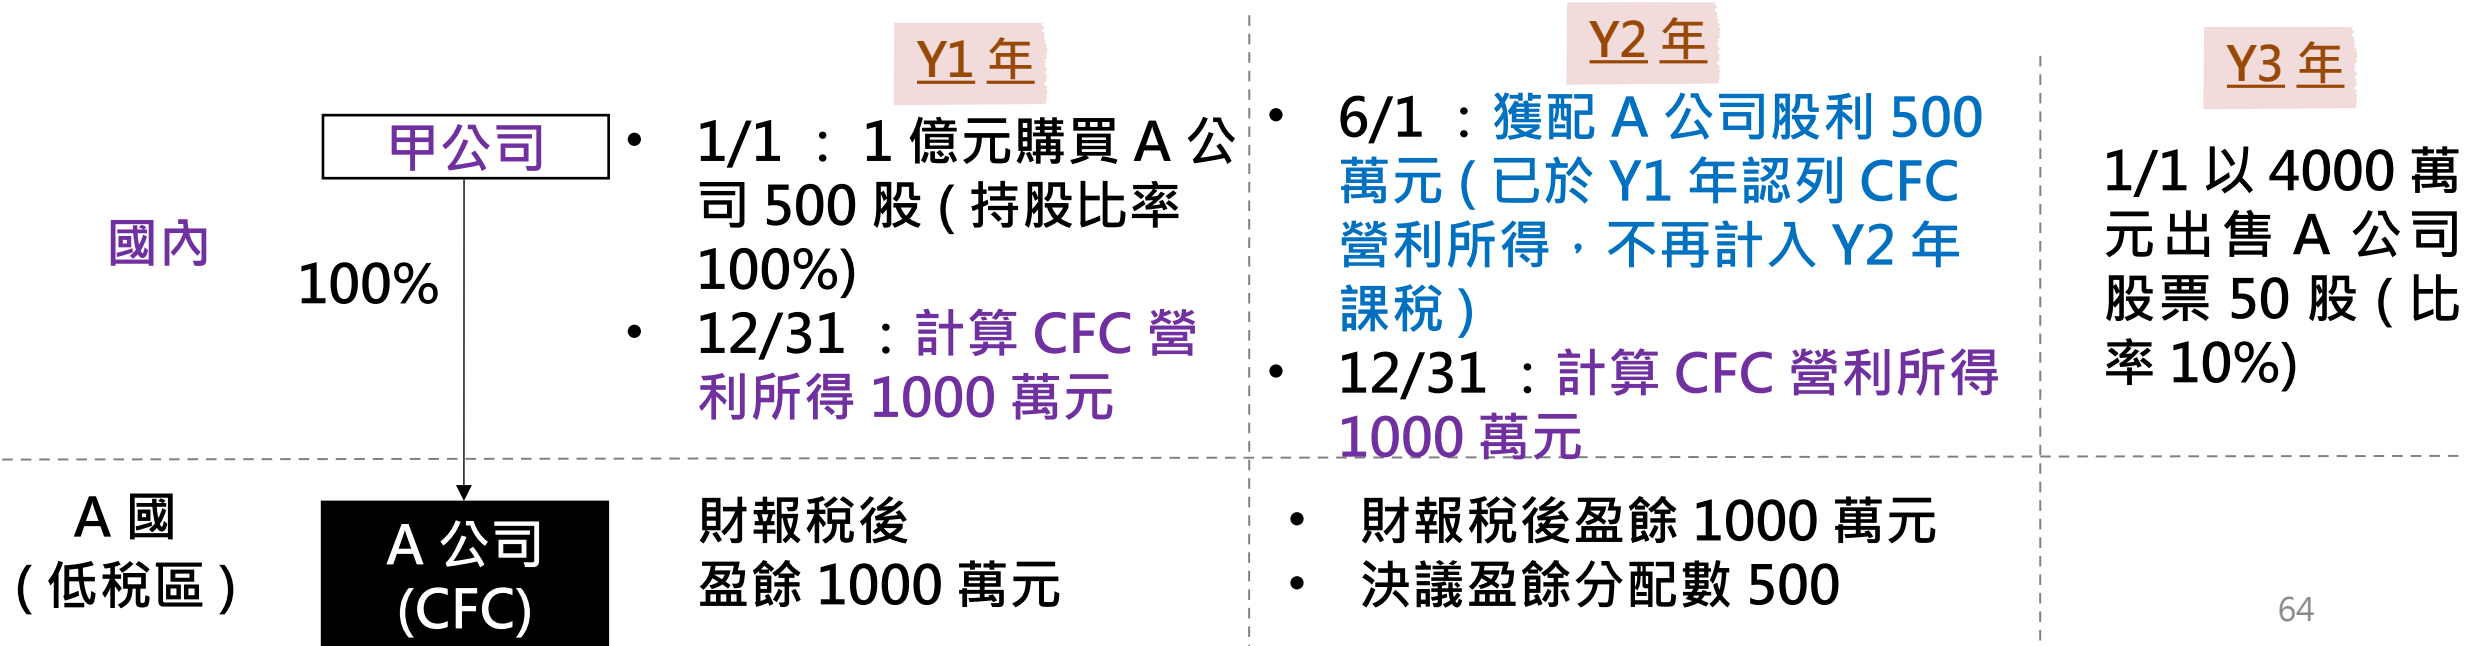 國內
甲公司
100%
A 國
(低稅區)
A 公司
(CFC)
Y1 年
• 1/1 ： 1 億元購買 A 公
司 500 股 (持股比率
100%)
• 12/31 ：計算 CFC 營
利所得 1000 萬元
財報稅後
盈餘 1000 萬元
Y2 年
• 6/1 ：獲配 A 公司股利 500
萬元 (已於 Y1 年認列 CFC
營利所得，不再計入 Y2 年
課稅)
• 12/31 ：計算 CFC 營利所得
1000 萬元
• 財報稅後盈餘 1000 萬元
• 決議盈餘分配數 500
Y3 年
1/1 以 4000 萬
元出售 A 公司
股票 50 股 (比
率 10%)
64